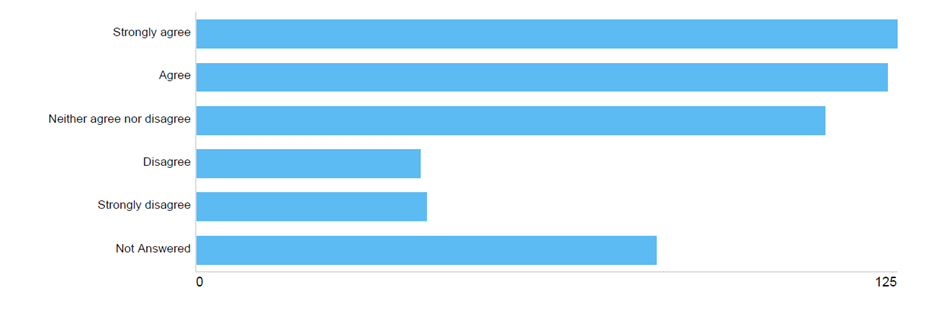 Strongly agree
Agree
Neither agree nor disagree
Disagree
Strongly disagree
Not Answered
0 125